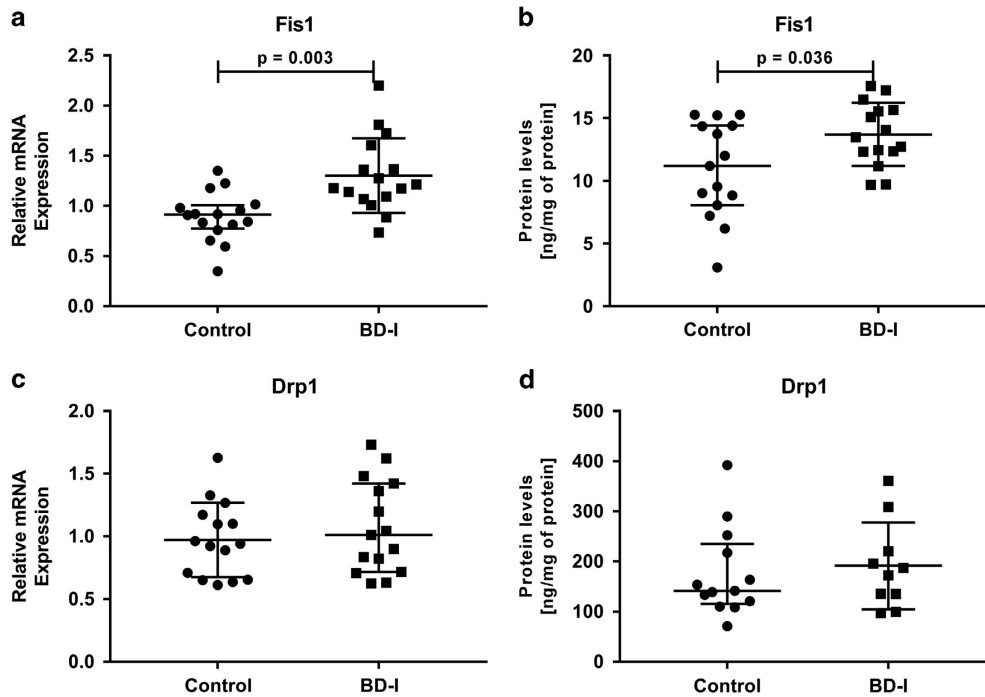 a
Fis1
p = 0.003
Relative mRNA
Expression
2.5
2.0
1.5
1.0
0.5
0.0
Control
BD-I
b
Fis1
p = 0.036
Protein levels
[ng/mg of protein]
20
15
10
5
0
Control
BD-I
c
Drp1
Relative mRNA
Expression
2.0
1.5
1.0
0.5
0.0
Control
BD-I
d
Drp1
Protein levels
[ng/mg of protein]
500
400
300
200
100
0
Control
BD-I